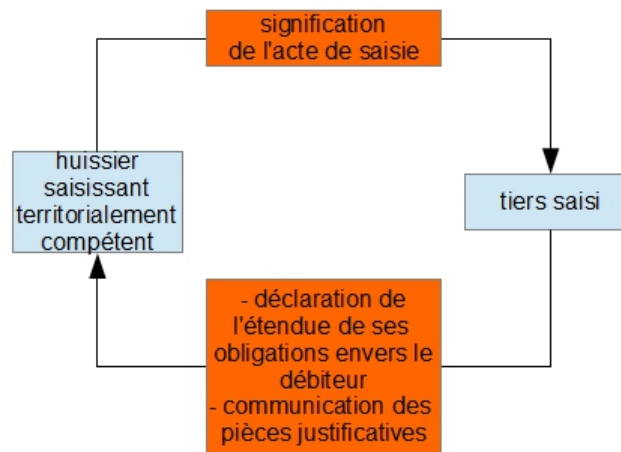 signification
de l'acte de saisie
huissier
saisissant
territorialement
compétent
tiers saisi
- déclaration de
l'étendue de ses
obligations envers le
débiteur
- communication des
pièces justificatives